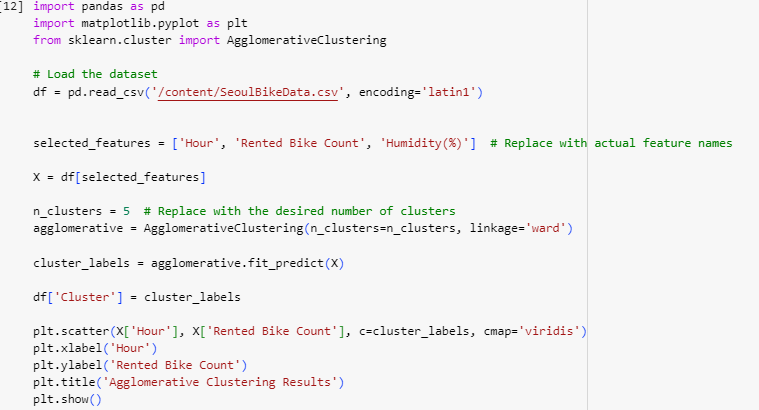 [12] import pandas as pd
import matplotlib.pyplot as plt
from sklearn.cluster import AgglomerativeClustering
# Load the dataset
df = pd.read_csv('/content/SeoulBikeData.csv', encoding='latin1')
selected_features = ['Hour', 'Rented Bike Count', 'Humidity(%)']  # Replace with actual feature names
X = df[selected_features]
n_clusters = 5  # Replace with the desired number of clusters
agglomerative = AgglomerativeClustering(n_clusters=n_clusters, linkage='ward')
cluster_labels = agglomerative.fit_predict(X)
df['Cluster'] = cluster_labels
plt.scatter(X['Hour'], X['Rented Bike Count'], c=cluster_labels, cmap='viridis')
plt.xlabel('Hour')
plt.ylabel('Rented Bike Count')
plt.title('Agglomerative Clustering Results')
plt.show()